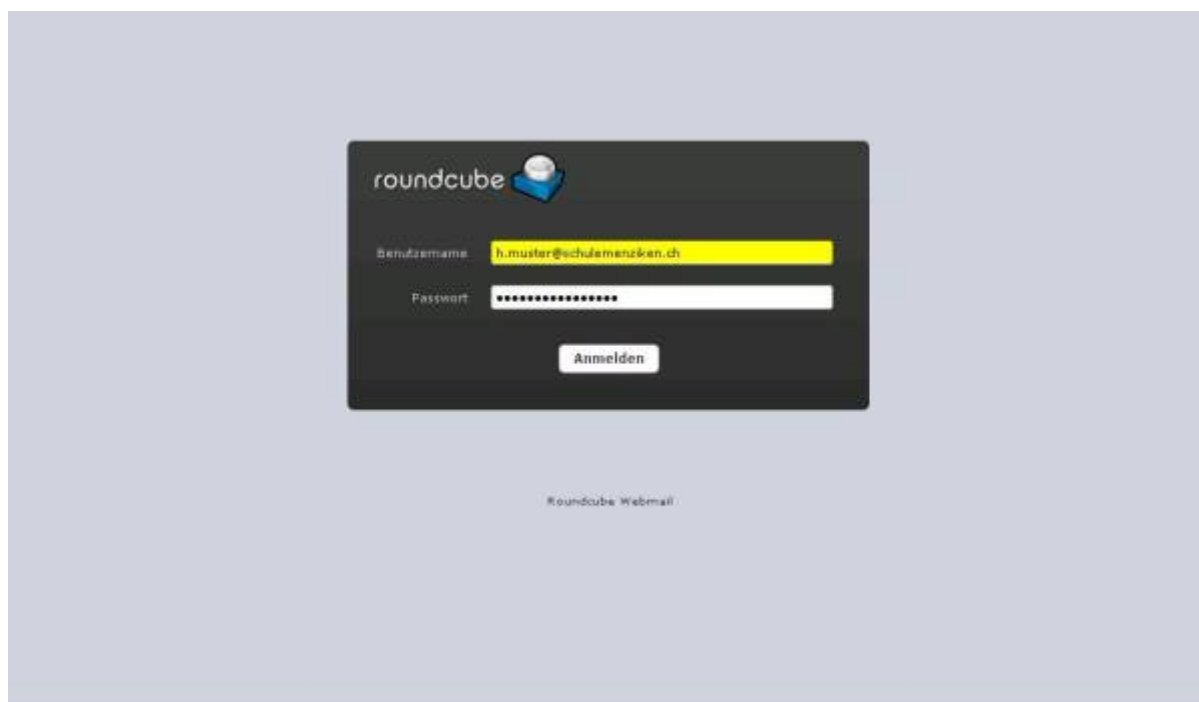 roundcube
Benutzername h.muster@schulemenziken.ch
Passwort ••••••••••••••••
Anmelden
Roundcube Webmail